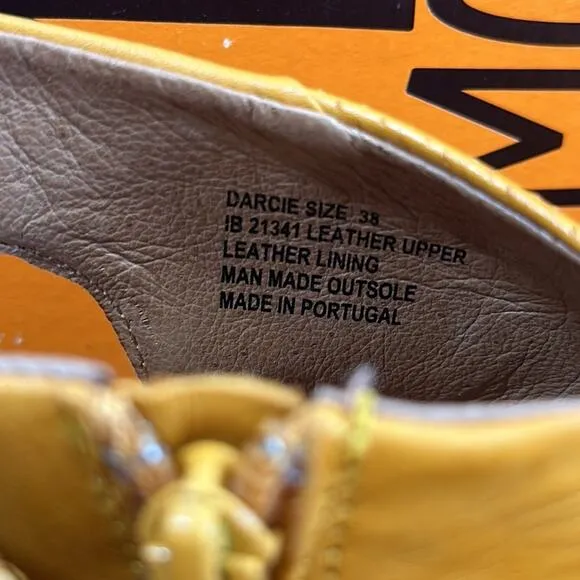 DARCIE SIZE 38
IB 21341 LEATHER UPPER
LEATHER LINING
MAN MADE OUTSOLE
MADE IN PORTUGAL